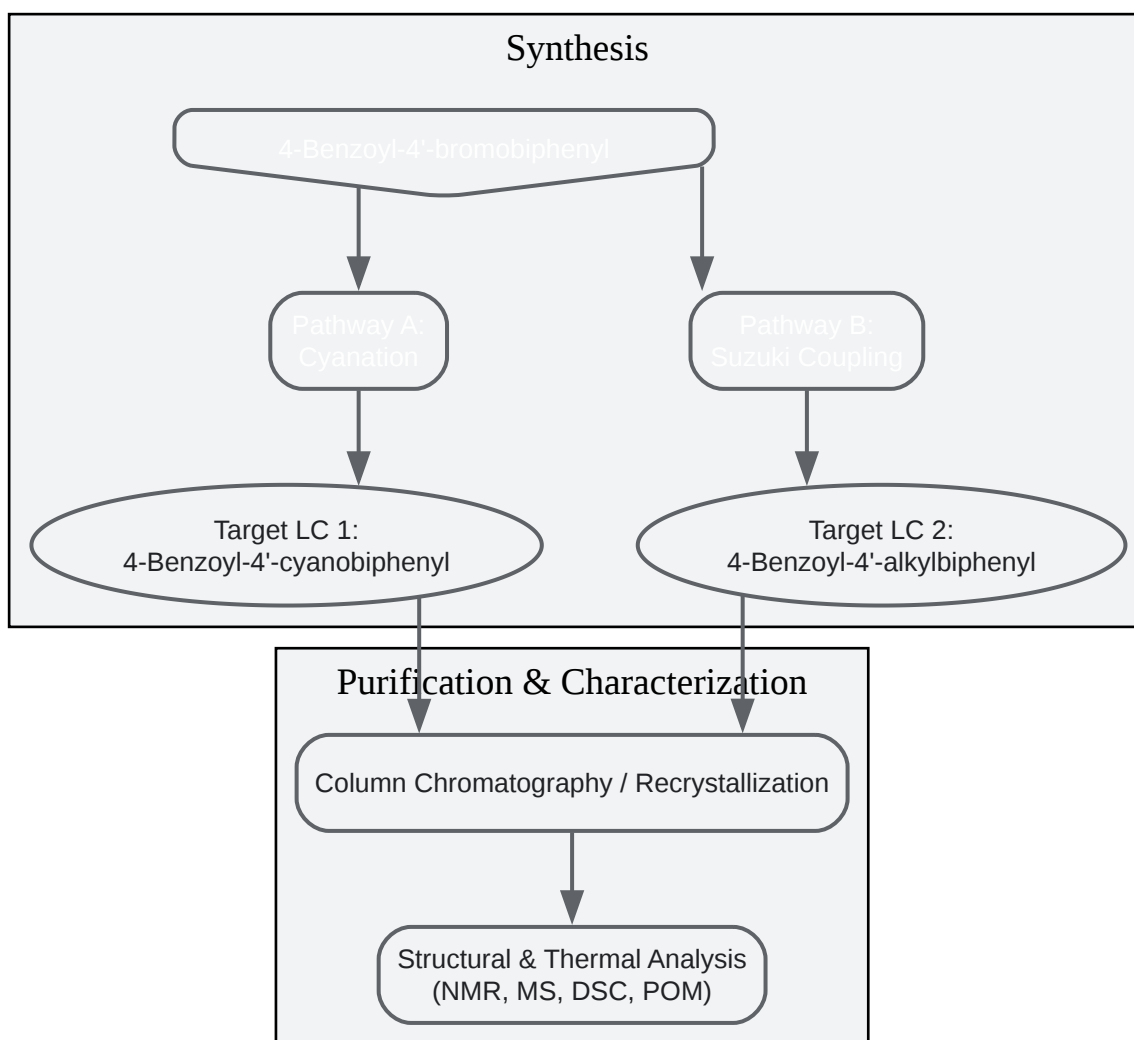 Synthesis
4-Benzoyl-4'-bromobiphenyl
Pathway A:
Cyanation
Pathway B:
Suzuki Coupling
Target LC 1:
4-Benzoyl-4'-cyanobiphenyl
Target LC 2:
4-Benzoyl-4'-alkylbiphenyl
Purification & Characterization
Column Chromatography / Recrystallization
Structural & Thermal Analysis
(NMR, MS, DSC, POM)